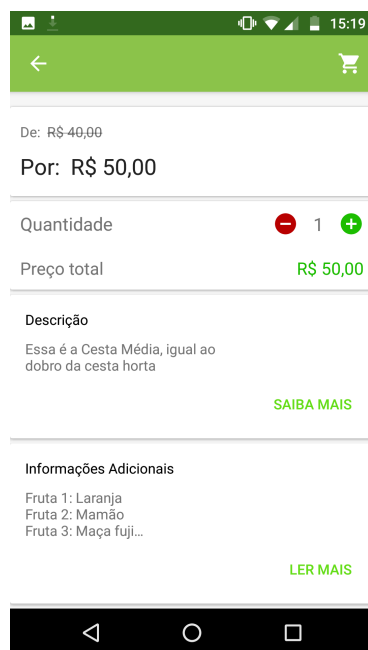 15:19
De: R$ 40,00
Por: R$ 50,00
Quantidade 1
Preço total R$ 50,00
Descrição
Essa é a Cesta Média, igual ao
dobro da cesta horta
SAIBA MAIS
Informações Adicionais
Fruta 1: Laranja
Fruta 2: Mamão
Fruta 3: Maça fuji...
LER MAIS